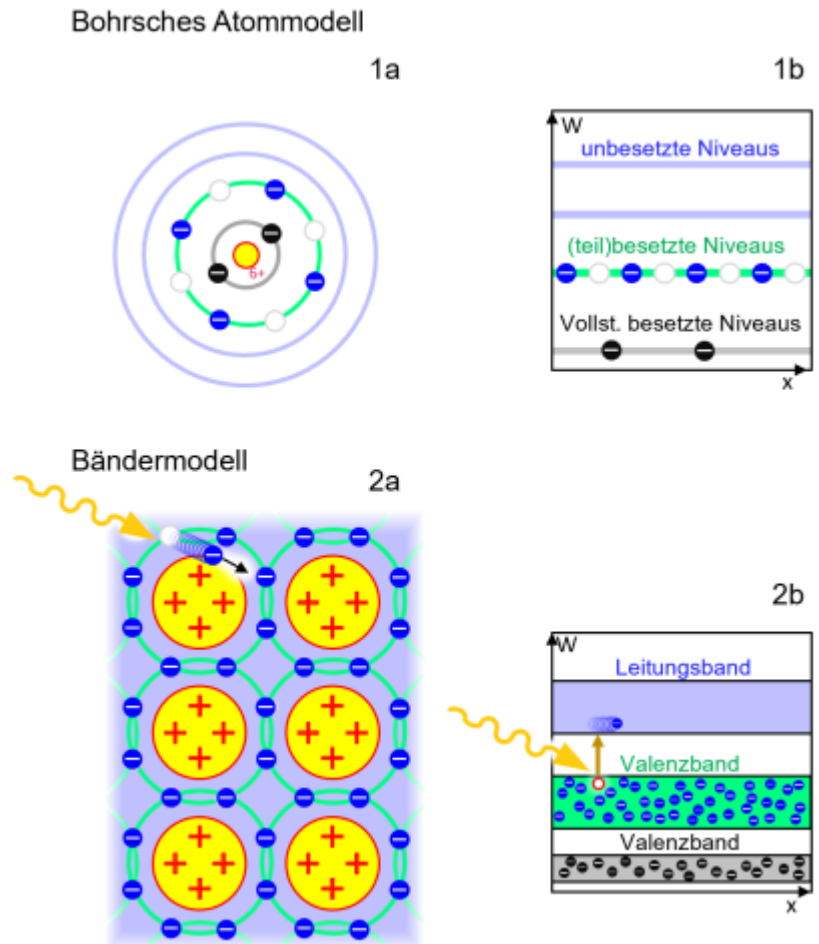 Bohrsches Atommodell
1a
1b
W
unbesetzte Niveaus
(teil)besetzte Niveaus
Vollst. besetzte Niveaus
x
6+
Bändermodell
2a
2b
W
Leitungsband
Valenzband
Valenzband
x